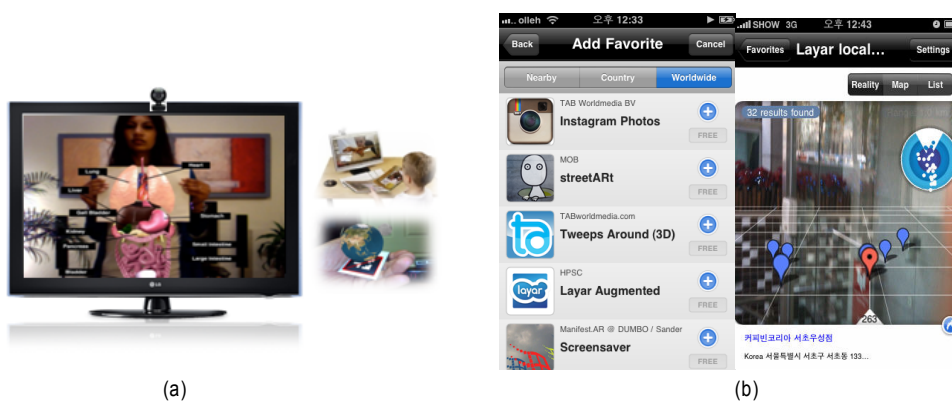 Heart
Lung
Liver
Gall Bladder
Stomach
Kidney
Pancreas
Small Intestine
Large Intestine
Bladder
LG
(a)
olleh 오후 12:33
Back Add Favorite Cancel
Nearby Country Worldwide
TAB Worldmedia BV
Instagram Photos
FREE
MOB
streetARt
FREE
TABworldmedia.com
Tweeps Around (3D)
FREE
HPSC
layar
Layar Augmented
FREE
Manifest.AR @ DUMBO / Sander
Screensaver
FREE
SHOW 3G 오후 12:43
Favorites Layar local... Settings
Reality Map List
32 results found
263
커피빈코리아 서초우성점
Korea 서울특별시 서초구 서초동 133...
(b)